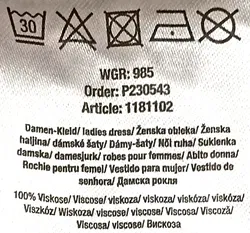 30
WGR: 985
Order: P230543
Article: 1181102
Damen-Kleid/ ladies dress/ Ženska obleka/ Ženska
haljina/ dámské šaty/ Dámy-šaty/ Női ruha/ Sukienka
damska/ damesjurk/ robes pour femmes/ Abito donna/
Rochie pentru femei/ Vestido para mujer/ Vestido de
senhora/ Дамска рокля
100% Viskose/ Viscose/ viskoza/ viskoza/ viskóza/ viskóza/
Viszkóz/ Wiskoza/ viscose/ viscose/ Viscosa/ Viscoză/
Viscosa/ viscose/ Вискоза